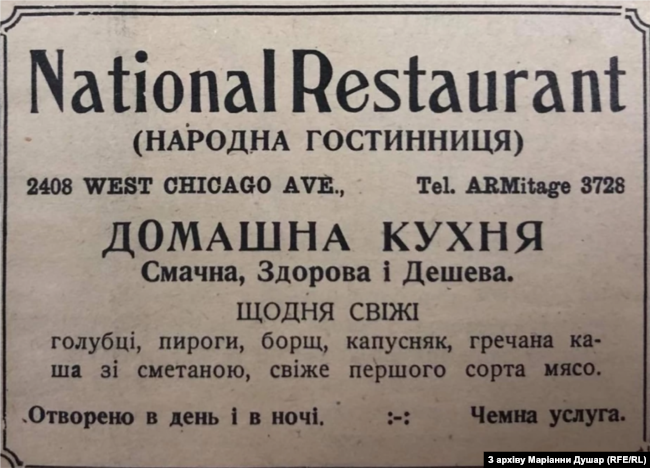 National Restaurant
(НАРОДНА ГОСТИННИЦЯ)
2408 WEST CHICAGO AVE., Tel. ARMitage 3728
ДОМАШНА КУХНЯ
Смачна, Здорова і Дешева.
ЩОДНЯ СВІЖІ
голубці, пироги, борщ, капусняк, гречана ка-
ша зі сметаною, свіже першого сорта мясо.
Отворено в день і в ночі. :-: Чемна услуга.
З архіву Маріанни Душар (RFE/RL)